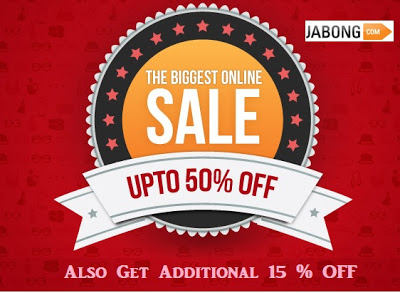 JABONG.COM
THE BIGGEST ONLINE
SALE
UPTO 50% OFF
Also Get Additional 15 % OFF